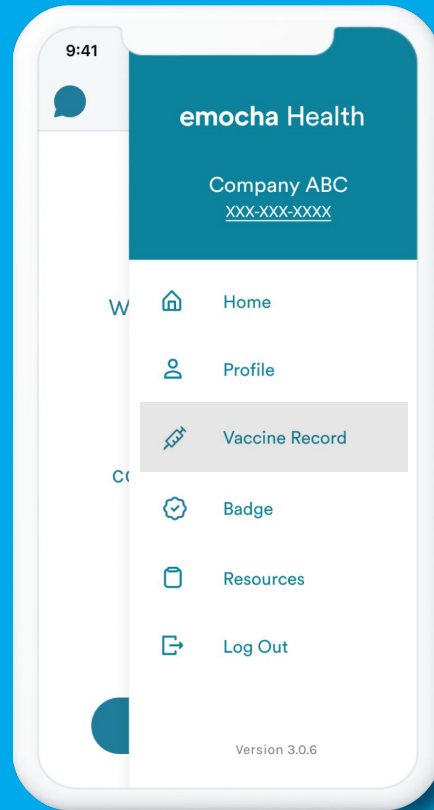 9:41
emocha Health
Company ABC
XXX-XXX-XXXX
W
Home
Profile
Vaccine Record
Badge
Resources
Log Out
Version 3.0.6